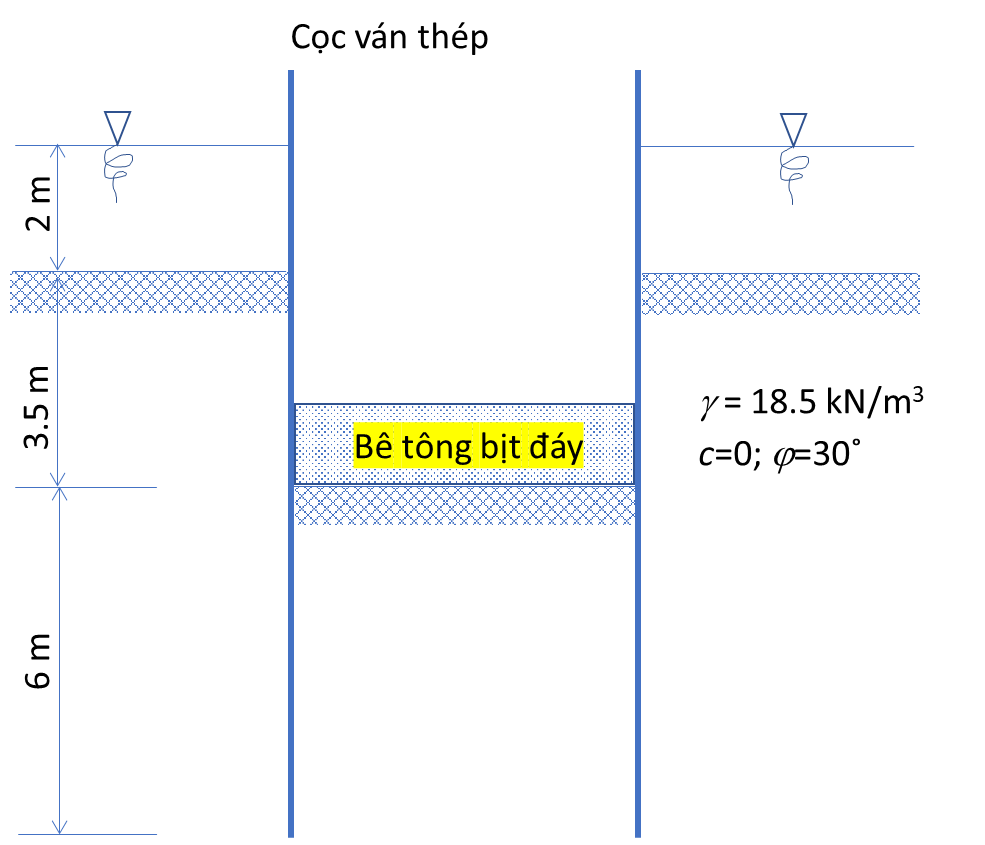 Cọc ván thép
2 m
3.5 m
γ = 18.5 kN/m³
c=0; φ=30˚
Bê tông bịt đáy
6 m